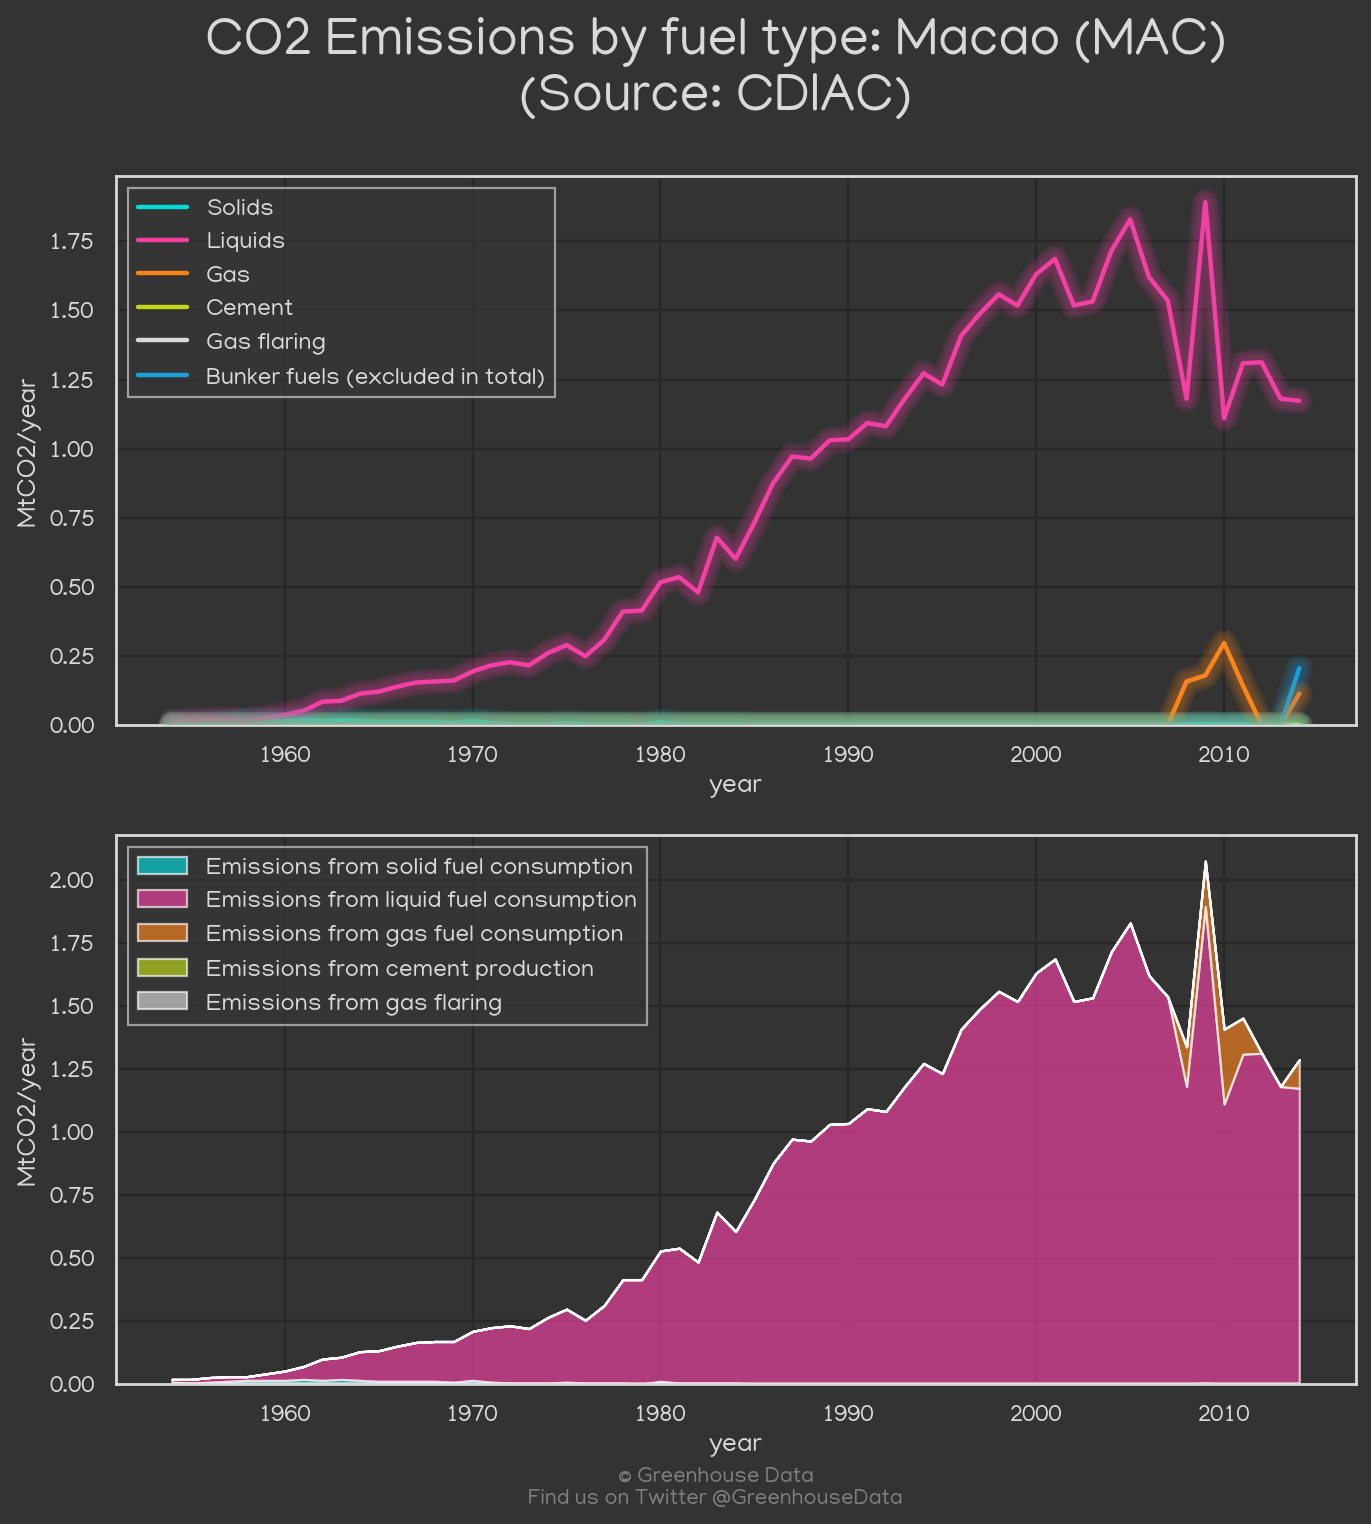 CO2 Emissions by fuel type: Macao (MAC)
(Source: CDIAC)
Solids
Liquids
Gas
Cement
Gas flaring
Bunker fuels (excluded in total)
MtCO2/year
1.75
1.50
1.25
1.00
0.75
0.50
0.25
0.00
1960 1970 1980 1990 2000 2010
year
Emissions from solid fuel consumption
Emissions from liquid fuel consumption
Emissions from gas fuel consumption
Emissions from cement production
Emissions from gas flaring
MtCO2/year
2.00
1.75
1.50
1.25
1.00
0.75
0.50
0.25
0.00
1960 1970 1980 1990 2000 2010
year
© Greenhouse Data
Find us on Twitter @GreenhouseData